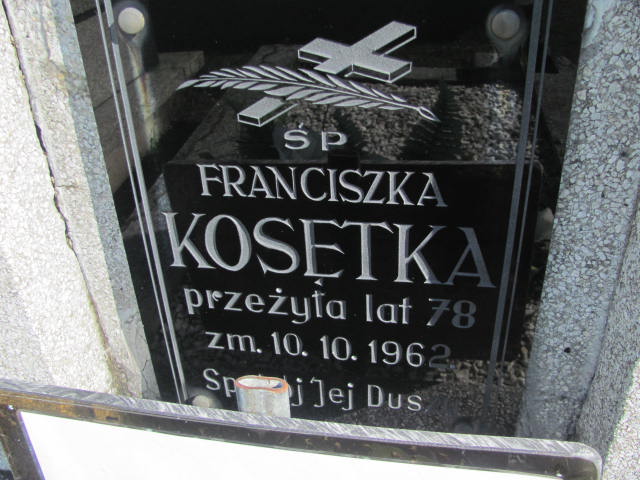 ŚP
FRANCISZKA
KOSĘTKA
przeżyła lat 78
zm. 10.10.1962
Jej